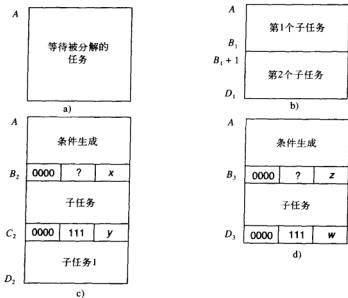 A
等待被分解的
任务
a)
A
第1个子任务
B₁
B₁ + 1
第2个子任务
D₁
b)
A
条件生成
B₂
0000 ? x
子任务
C₂
0000 111 y
子任务1
D₂
c)
A
条件生成
B₃
0000 ? z
子任务
D₃
0000 111 w
d)